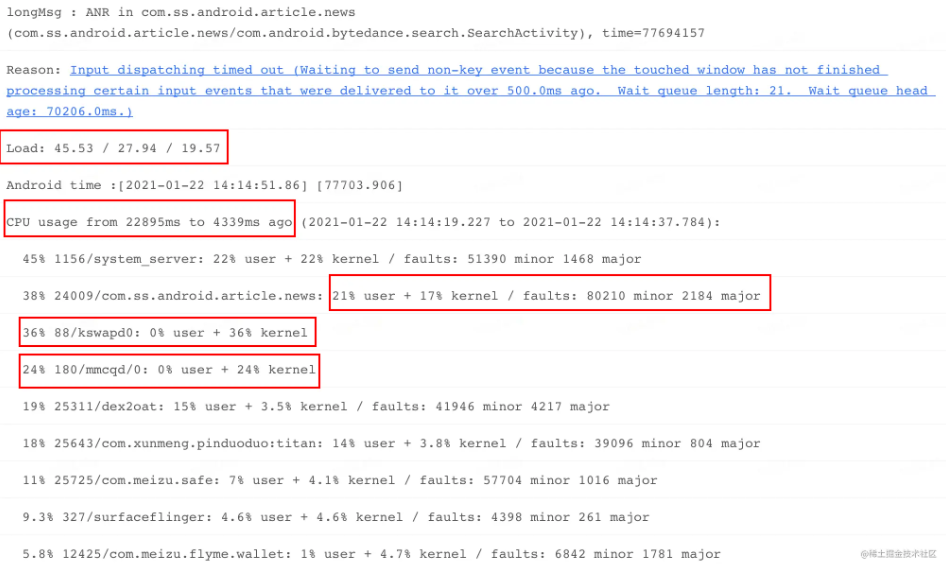 longMsg : ANR in com.ss.android.article.news
(com.ss.android.article.news/com.android.bytedance.search.SearchActivity), time=77694157
Reason: Input dispatching timed out (Waiting to send non-key event because the touched window has not finished
processing certain input events that were delivered to it over 500.0ms ago.  Wait queue length: 21.  Wait queue head
age: 70206.0ms.)
Load: 45.53 / 27.94 / 19.57
Android time :[2021-01-22 14:14:51.86] [77703.906]
CPU usage from 22895ms to 4339ms ago (2021-01-22 14:14:19.227 to 2021-01-22 14:14:37.784):
45% 1156/system_server: 22% user + 22% kernel / faults: 51390 minor 1468 major
38% 24009/com.ss.android.article.news: 21% user + 17% kernel / faults: 80210 minor 2184 major
36% 88/kswapd0: 0% user + 36% kernel
24% 180/mmcqd/0: 0% user + 24% kernel
19% 25311/dex2oat: 15% user + 3.5% kernel / faults: 41946 minor 4217 major
18% 25643/com.xunmeng.pinduoduo:titan: 14% user + 3.8% kernel / faults: 39096 minor 804 major
11% 25725/com.meizu.safe: 7% user + 4.1% kernel / faults: 57704 minor 1016 major
9.3% 327/surfaceflinger: 4.6% user + 4.6% kernel / faults: 4398 minor 261 major
5.8% 12425/com.meizu.flyme.wallet: 1% user + 4.7% kernel / faults: 6842 minor 1781 major
@稀土掘金技术社区